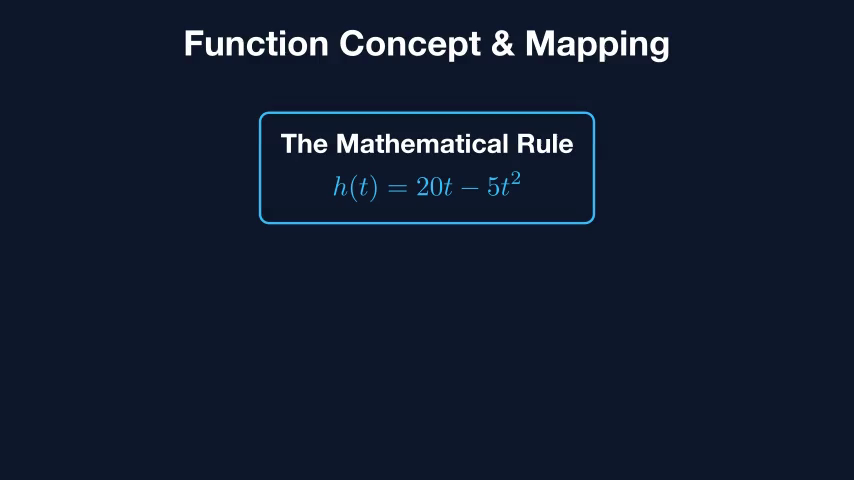 Function Concept & Mapping
The Mathematical Rule
h(t) = 20t − 5t²